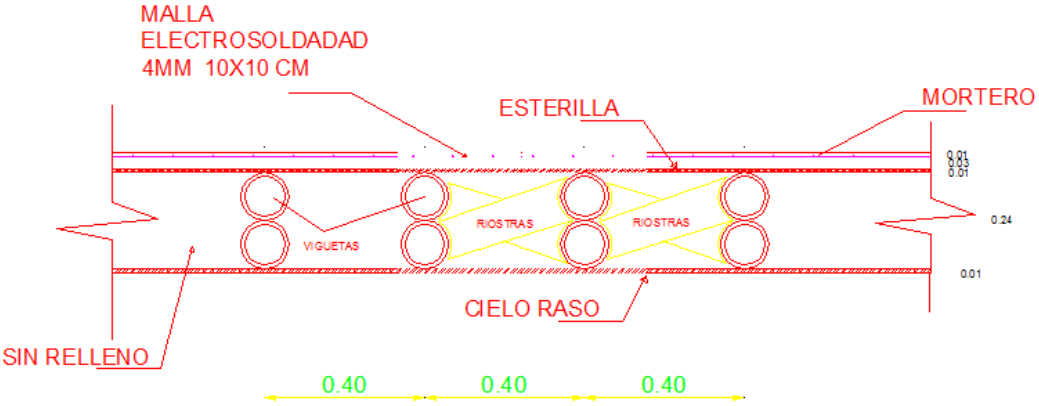 MALLA
ELECTROSOLDADAD
4MM 10X10 CM
ESTERILLA
MORTERO
0.01
0.03
0.01
RIOSTRAS
RIOSTRAS
0.24
VIGUETAS
0.01
CIELO RASO
SIN RELLENO
0.40
0.40
0.40